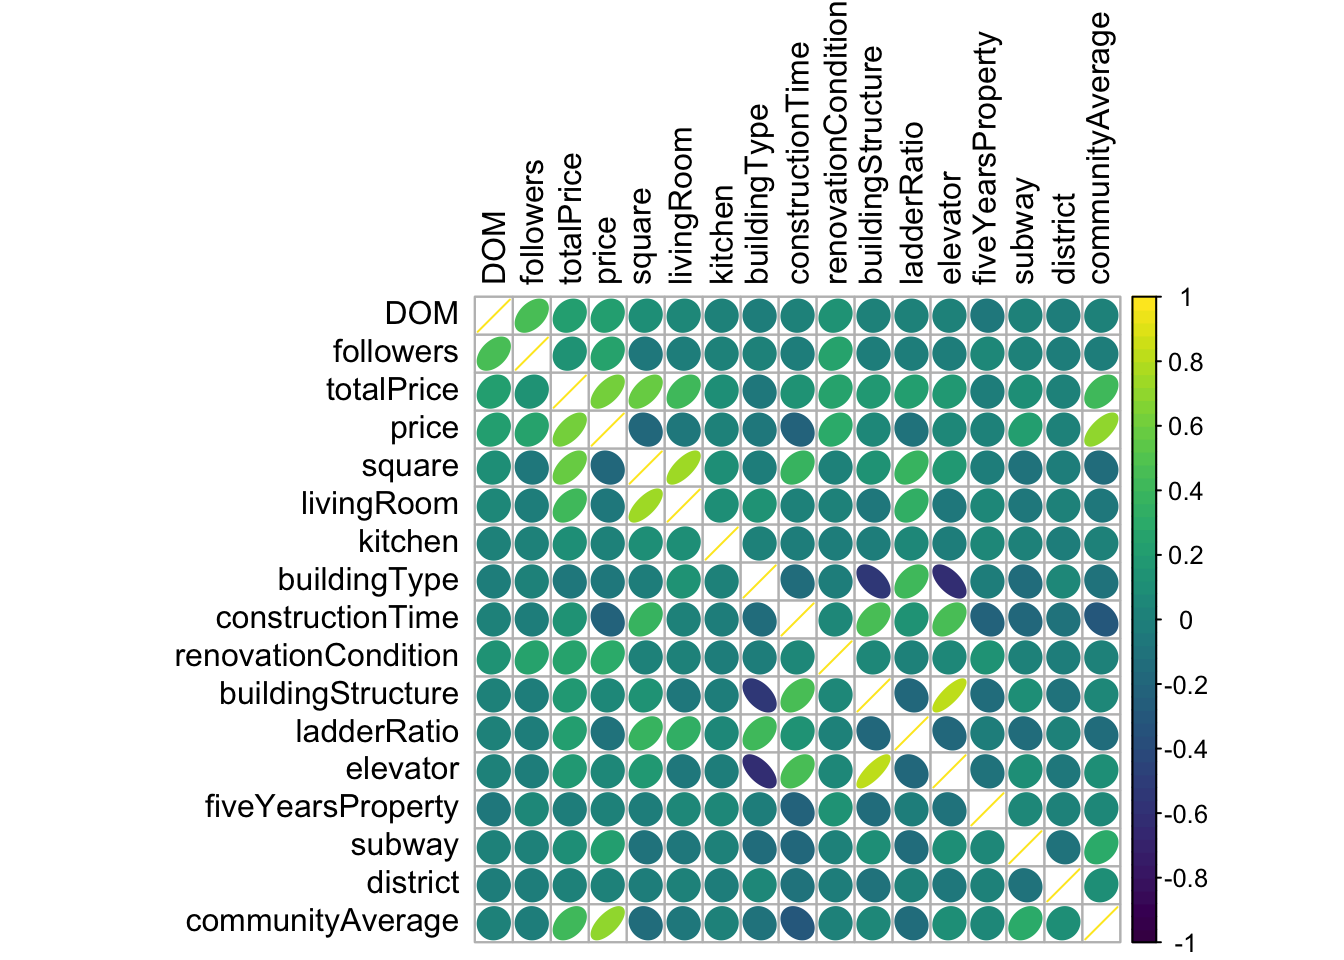 DOM
followers
totalPrice
price
square
livingRoom
kitchen
buildingType
constructionTime
renovationCondition
buildingStructure
ladderRatio
elevator
fiveYearsProperty
subway
district
communityAverage
DOM
followers
totalPrice
price
square
livingRoom
kitchen
buildingType
constructionTime
renovationCondition
buildingStructure
ladderRatio
elevator
fiveYearsProperty
subway
district
communityAverage
1
0.8
0.6
0.4
0.2
0
-0.2
-0.4
-0.6
-0.8
-1